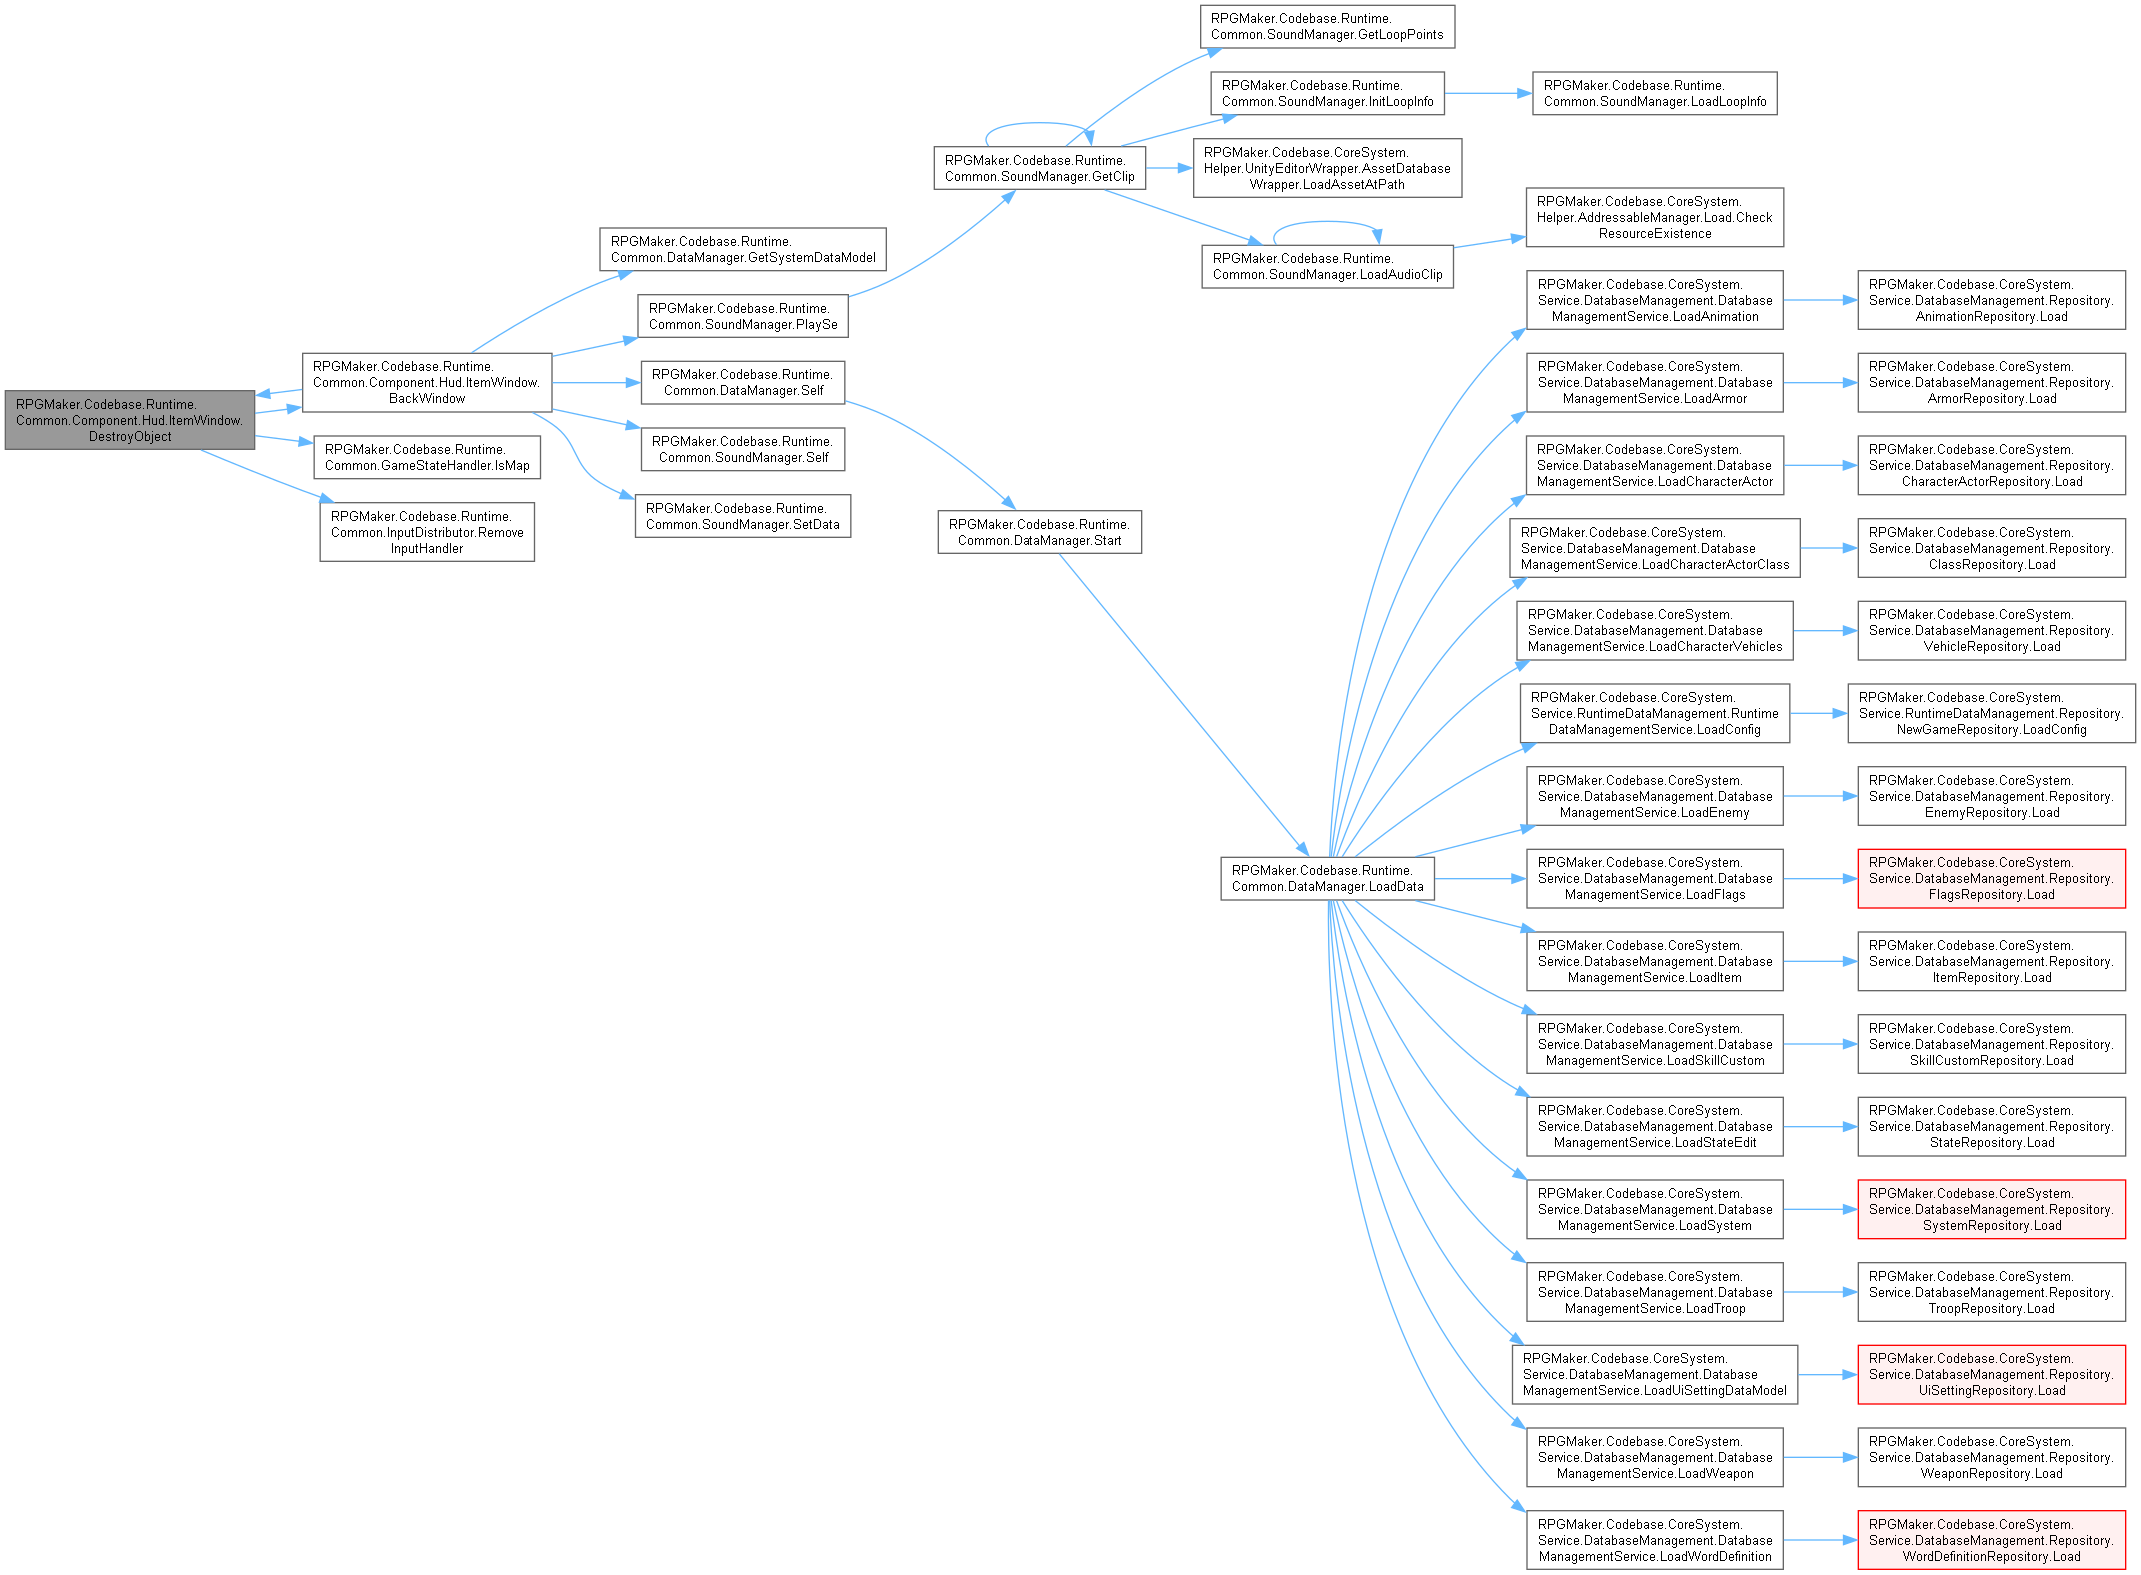 RPGMaker.Codebase.Runtime.
Common.Component.Hud.ItemWindow.
DestroyObject
RPGMaker.Codebase.Runtime.
Common.Component.Hud.ItemWindow.
BackWindow
RPGMaker.Codebase.Runtime.
Common.GameStateHandler.IsMap
RPGMaker.Codebase.Runtime.
Common.InputDistributor.Remove
InputHandler
RPGMaker.Codebase.Runtime.
Common.DataManager.GetSystemDataModel
RPGMaker.Codebase.Runtime.
Common.SoundManager.PlaySe
RPGMaker.Codebase.Runtime.
Common.DataManager.Self
RPGMaker.Codebase.Runtime.
Common.SoundManager.Self
RPGMaker.Codebase.Runtime.
Common.SoundManager.SetData
RPGMaker.Codebase.Runtime.
Common.SoundManager.GetClip
RPGMaker.Codebase.Runtime.
Common.DataManager.Start
RPGMaker.Codebase.Runtime.
Common.SoundManager.GetLoopPoints
RPGMaker.Codebase.Runtime.
Common.SoundManager.InitLoopInfo
RPGMaker.Codebase.CoreSystem.
Helper.UnityEditorWrapper.AssetDatabase
Wrapper.LoadAssetAtPath
RPGMaker.Codebase.Runtime.
Common.SoundManager.LoadAudioClip
RPGMaker.Codebase.Runtime.
Common.DataManager.LoadData
RPGMaker.Codebase.Runtime.
Common.SoundManager.LoadLoopInfo
RPGMaker.Codebase.CoreSystem.
Helper.AddressableManager.Load.Check
ResourceExistence
RPGMaker.Codebase.CoreSystem.
Service.DatabaseManagement.Database
ManagementService.LoadAnimation
RPGMaker.Codebase.CoreSystem.
Service.DatabaseManagement.Database
ManagementService.LoadArmor
RPGMaker.Codebase.CoreSystem.
Service.DatabaseManagement.Database
ManagementService.LoadCharacterActor
RPGMaker.Codebase.CoreSystem.
Service.DatabaseManagement.Database
ManagementService.LoadCharacterActorClass
RPGMaker.Codebase.CoreSystem.
Service.DatabaseManagement.Database
ManagementService.LoadCharacterVehicles
RPGMaker.Codebase.CoreSystem.
Service.RuntimeDataManagement.Runtime
DataManagementService.LoadConfig
RPGMaker.Codebase.CoreSystem.
Service.DatabaseManagement.Database
ManagementService.LoadEnemy
RPGMaker.Codebase.CoreSystem.
Service.DatabaseManagement.Database
ManagementService.LoadFlags
RPGMaker.Codebase.CoreSystem.
Service.DatabaseManagement.Database
ManagementService.LoadItem
RPGMaker.Codebase.CoreSystem.
Service.DatabaseManagement.Database
ManagementService.LoadSkillCustom
RPGMaker.Codebase.CoreSystem.
Service.DatabaseManagement.Database
ManagementService.LoadStateEdit
RPGMaker.Codebase.CoreSystem.
Service.DatabaseManagement.Database
ManagementService.LoadSystem
RPGMaker.Codebase.CoreSystem.
Service.DatabaseManagement.Database
ManagementService.LoadTroop
RPGMaker.Codebase.CoreSystem.
Service.DatabaseManagement.Database
ManagementService.LoadUiSettingDataModel
RPGMaker.Codebase.CoreSystem.
Service.DatabaseManagement.Database
ManagementService.LoadWeapon
RPGMaker.Codebase.CoreSystem.
Service.DatabaseManagement.Database
ManagementService.LoadWordDefinition
RPGMaker.Codebase.CoreSystem.
Service.DatabaseManagement.Repository.
AnimationRepository.Load
RPGMaker.Codebase.CoreSystem.
Service.DatabaseManagement.Repository.
ArmorRepository.Load
RPGMaker.Codebase.CoreSystem.
Service.DatabaseManagement.Repository.
CharacterActorRepository.Load
RPGMaker.Codebase.CoreSystem.
Service.DatabaseManagement.Repository.
ClassRepository.Load
RPGMaker.Codebase.CoreSystem.
Service.DatabaseManagement.Repository.
VehicleRepository.Load
RPGMaker.Codebase.CoreSystem.
Service.RuntimeDataManagement.Repository.
NewGameRepository.LoadConfig
RPGMaker.Codebase.CoreSystem.
Service.DatabaseManagement.Repository.
EnemyRepository.Load
RPGMaker.Codebase.CoreSystem.
Service.DatabaseManagement.Repository.
FlagsRepository.Load
RPGMaker.Codebase.CoreSystem.
Service.DatabaseManagement.Repository.
ItemRepository.Load
RPGMaker.Codebase.CoreSystem.
Service.DatabaseManagement.Repository.
SkillCustomRepository.Load
RPGMaker.Codebase.CoreSystem.
Service.DatabaseManagement.Repository.
StateRepository.Load
RPGMaker.Codebase.CoreSystem.
Service.DatabaseManagement.Repository.
SystemRepository.Load
RPGMaker.Codebase.CoreSystem.
Service.DatabaseManagement.Repository.
TroopRepository.Load
RPGMaker.Codebase.CoreSystem.
Service.DatabaseManagement.Repository.
UiSettingRepository.Load
RPGMaker.Codebase.CoreSystem.
Service.DatabaseManagement.Repository.
WeaponRepository.Load
RPGMaker.Codebase.CoreSystem.
Service.DatabaseManagement.Repository.
WordDefinitionRepository.Load